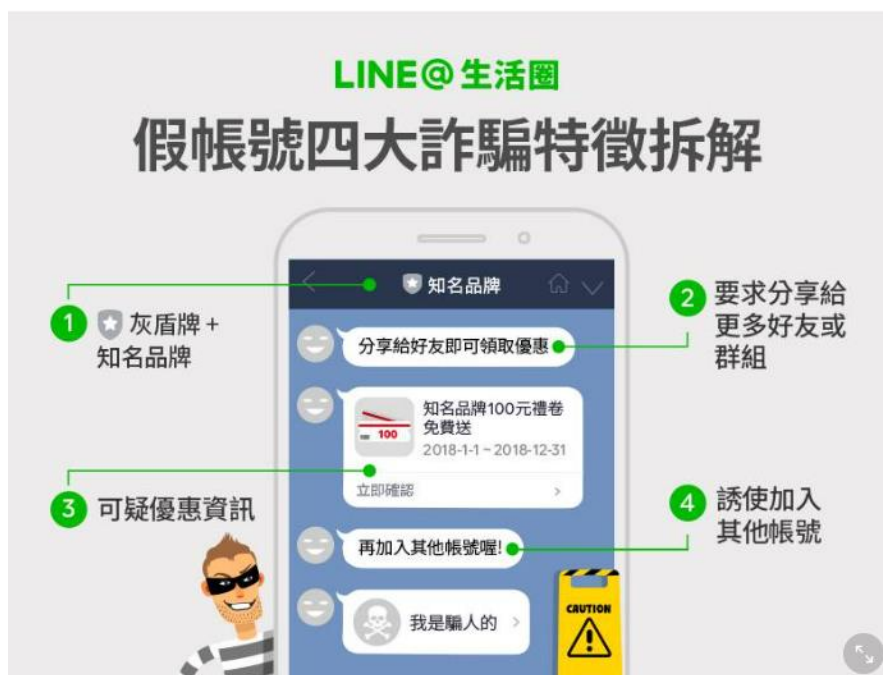 LINE@生活圈
假帳號四大詐騙特徵拆解
知名品牌
1 灰盾牌+
知名品牌
2 要求分享給
更多好友或
群組
分享給好友即可領取優惠
知名品牌100元禮卷
免費送
100
2018-1-1 ~ 2018-12-31
立即確認
3 可疑優惠資訊
4 誘使加入
其他帳號
再加入其他帳號喔!
我是騙人的
CAUTION